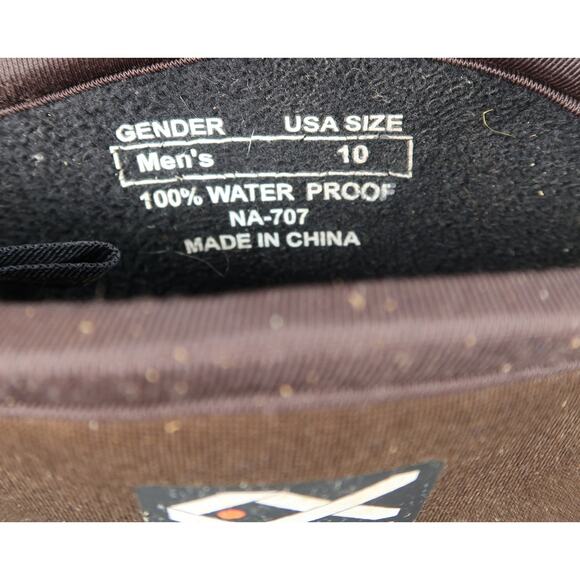 GENDER USA SIZE
Men's 10
100% WATER PROOF
NA-707
MADE IN CHINA